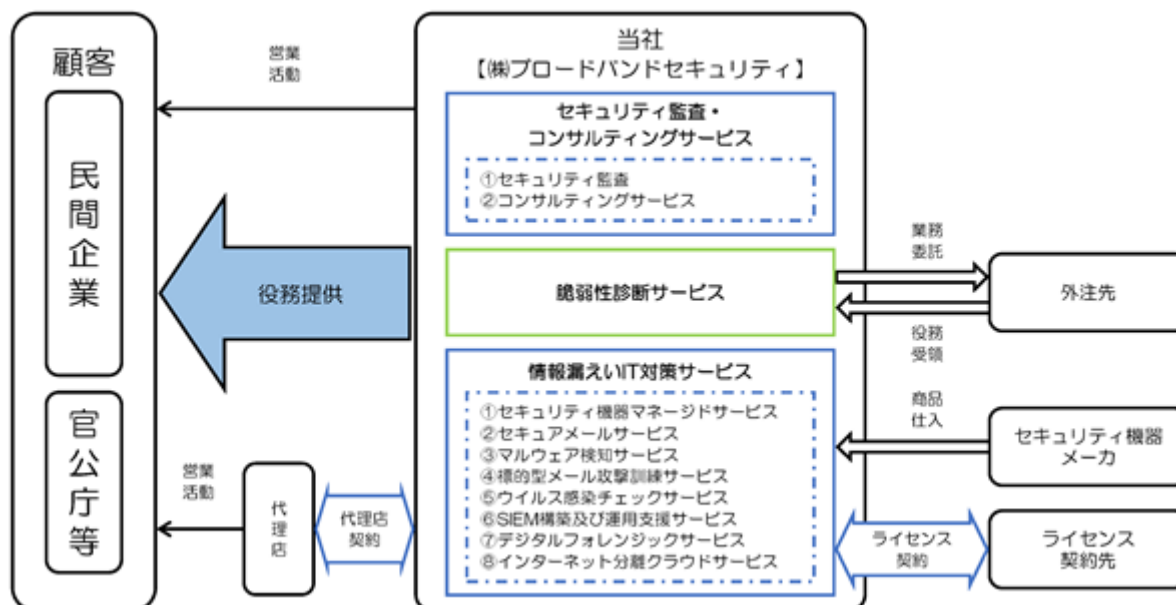 顧客
民間企業
官公庁等
営業
活動
役務提供
営業
活動
代理店
代理店
契約
当社
【㈱ブロードバンドセキュリティ】
セキュリティ監査・
コンサルティングサービス
①セキュリティ監査
②コンサルティングサービス
脆弱性診断サービス
情報漏えいIT対策サービス
①セキュリティ機器マネージドサービス
②セキュアメールサービス
③マルウェア検知サービス
④標的型メール攻撃訓練サービス
⑤ウイルス感染チェックサービス
⑥SIEM構築及び運用支援サービス
⑦デジタルフォレンジックサービス
⑧インターネット分離クラウドサービス
業務
委託
外注先
役務
受領
商品
仕入
セキュリティ機器
メーカ
ライセンス
契約
ライセンス
契約先